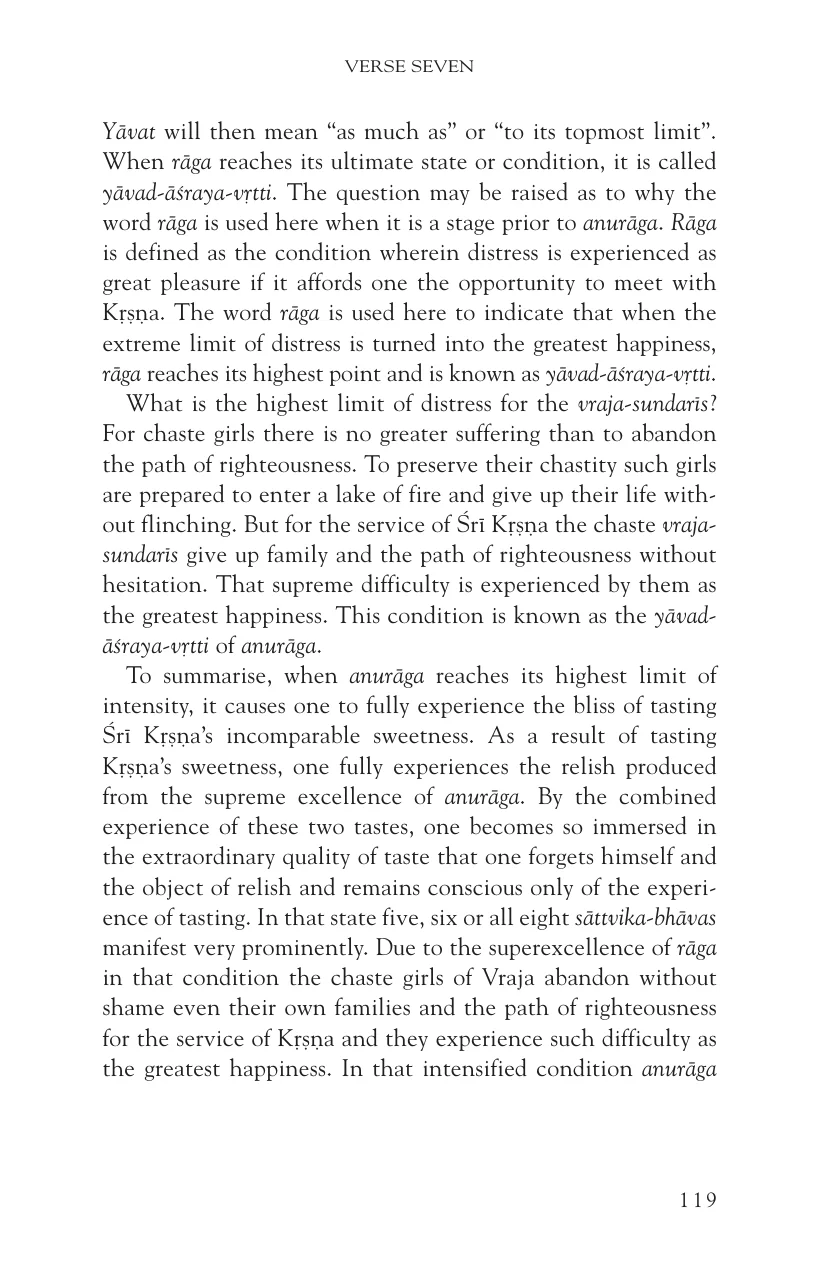 VERSE SEVEN
Yāvat will then mean “as much as” or “to its topmost limit”.
When rāga reaches its ultimate state or condition, it is called
yāvad-āśraya-vṛtti. The question may be raised as to why the
word rāga is used here when it is a stage prior to anurāga. Rāga
is defined as the condition wherein distress is experienced as
great pleasure if it affords one the opportunity to meet with
Kṛṣṇa. The word rāga is used here to indicate that when the
extreme limit of distress is turned into the greatest happiness,
rāga reaches its highest point and is known as yāvad-āśraya-vṛtti.
What is the highest limit of distress for the vraja-sundarīs?
For chaste girls there is no greater suffering than to abandon
the path of righteousness. To preserve their chastity such girls
are prepared to enter a lake of fire and give up their life with-
out flinching. But for the service of Śrī Kṛṣṇa the chaste vraja-
sundarīs give up family and the path of righteousness without
hesitation. That supreme difficulty is experienced by them as
the greatest happiness. This condition is known as the yāvad-
āśraya-vṛtti of anurāga.
To summarise, when anurāga reaches its highest limit of
intensity, it causes one to fully experience the bliss of tasting
Śrī Kṛṣṇa’s incomparable sweetness. As a result of tasting
Kṛṣṇa’s sweetness, one fully experiences the relish produced
from the supreme excellence of anurāga. By the combined
experience of these two tastes, one becomes so immersed in
the extraordinary quality of taste that one forgets himself and
the object of relish and remains conscious only of the experi-
ence of tasting. In that state five, six or all eight sāttvika-bhāvas
manifest very prominently. Due to the superexcellence of rāga
in that condition the chaste girls of Vraja abandon without
shame even their own families and the path of righteousness
for the service of Kṛṣṇa and they experience such difficulty as
the greatest happiness. In that intensified condition anurāga
119